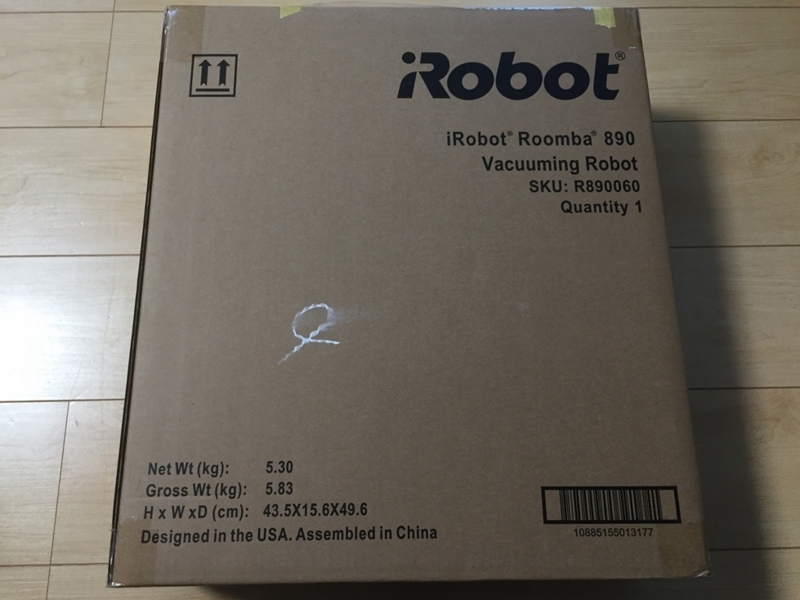 iRobot®
iRobot® Roomba® 890
Vacuuming Robot
SKU: R890060
Quantity 1
Net Wt (kg): 5.30
Gross Wt (kg): 5.83
H x W xD (cm): 43.5X15.6X49.6
Designed in the USA. Assembled in China
10885155013177